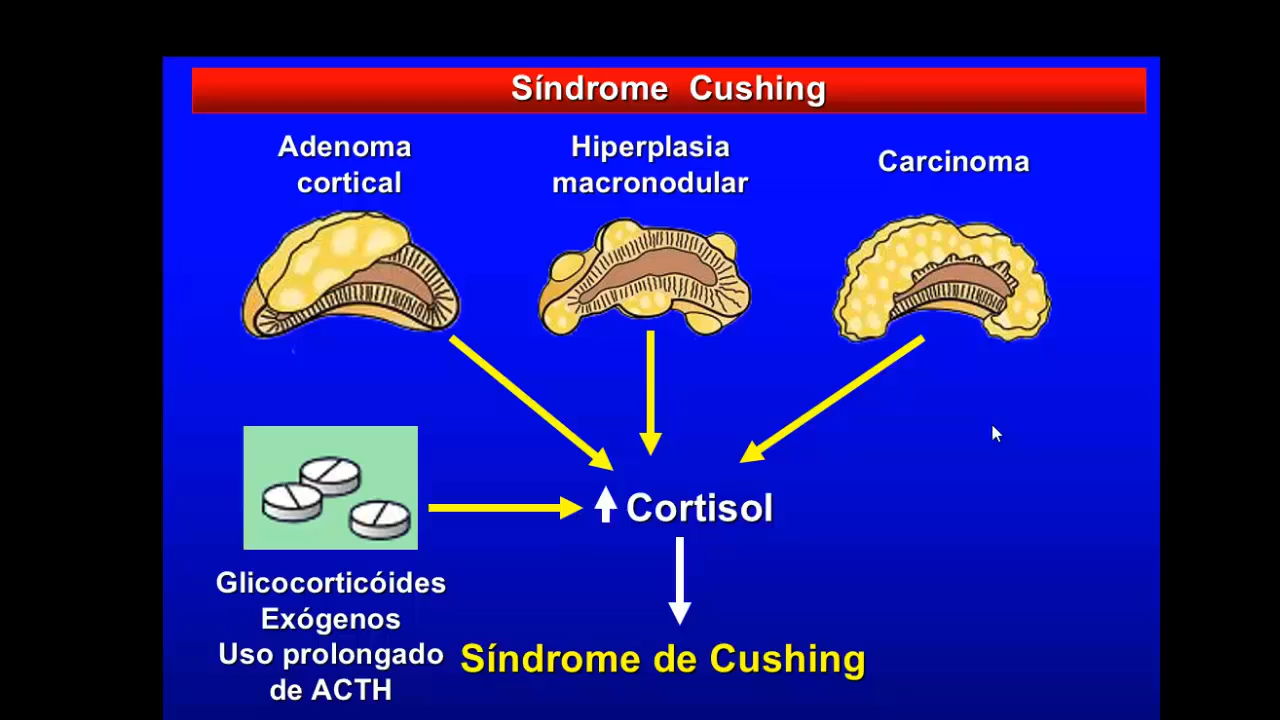 Síndrome Cushing
Adenoma
cortical
Hiperplasia
macronodular
Carcinoma
Cortisol
Glicocorticóides
Exógenos
Uso prolongado
de ACTH
Síndrome de Cushing